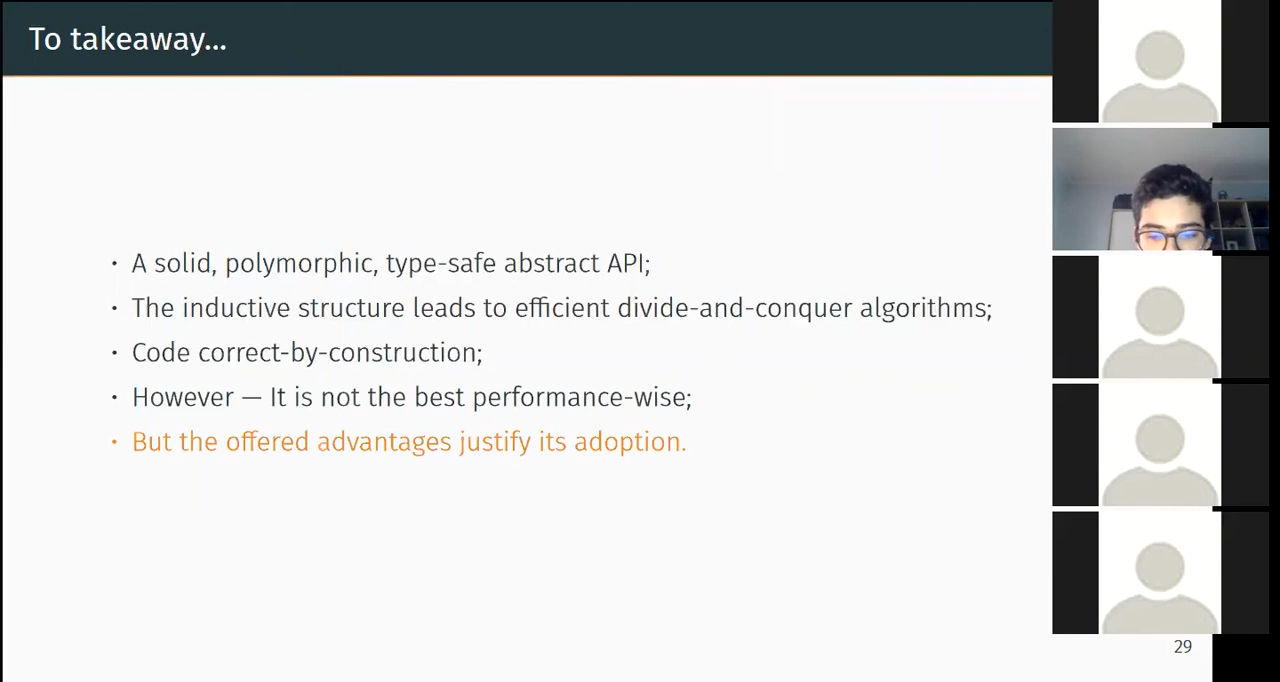 To takeaway...
· A solid, polymorphic, type-safe abstract API;
· The inductive structure leads to efficient divide-and-conquer algorithms;
· Code correct-by-construction;
· However — It is not the best performance-wise;
· But the offered advantages justify its adoption.
29